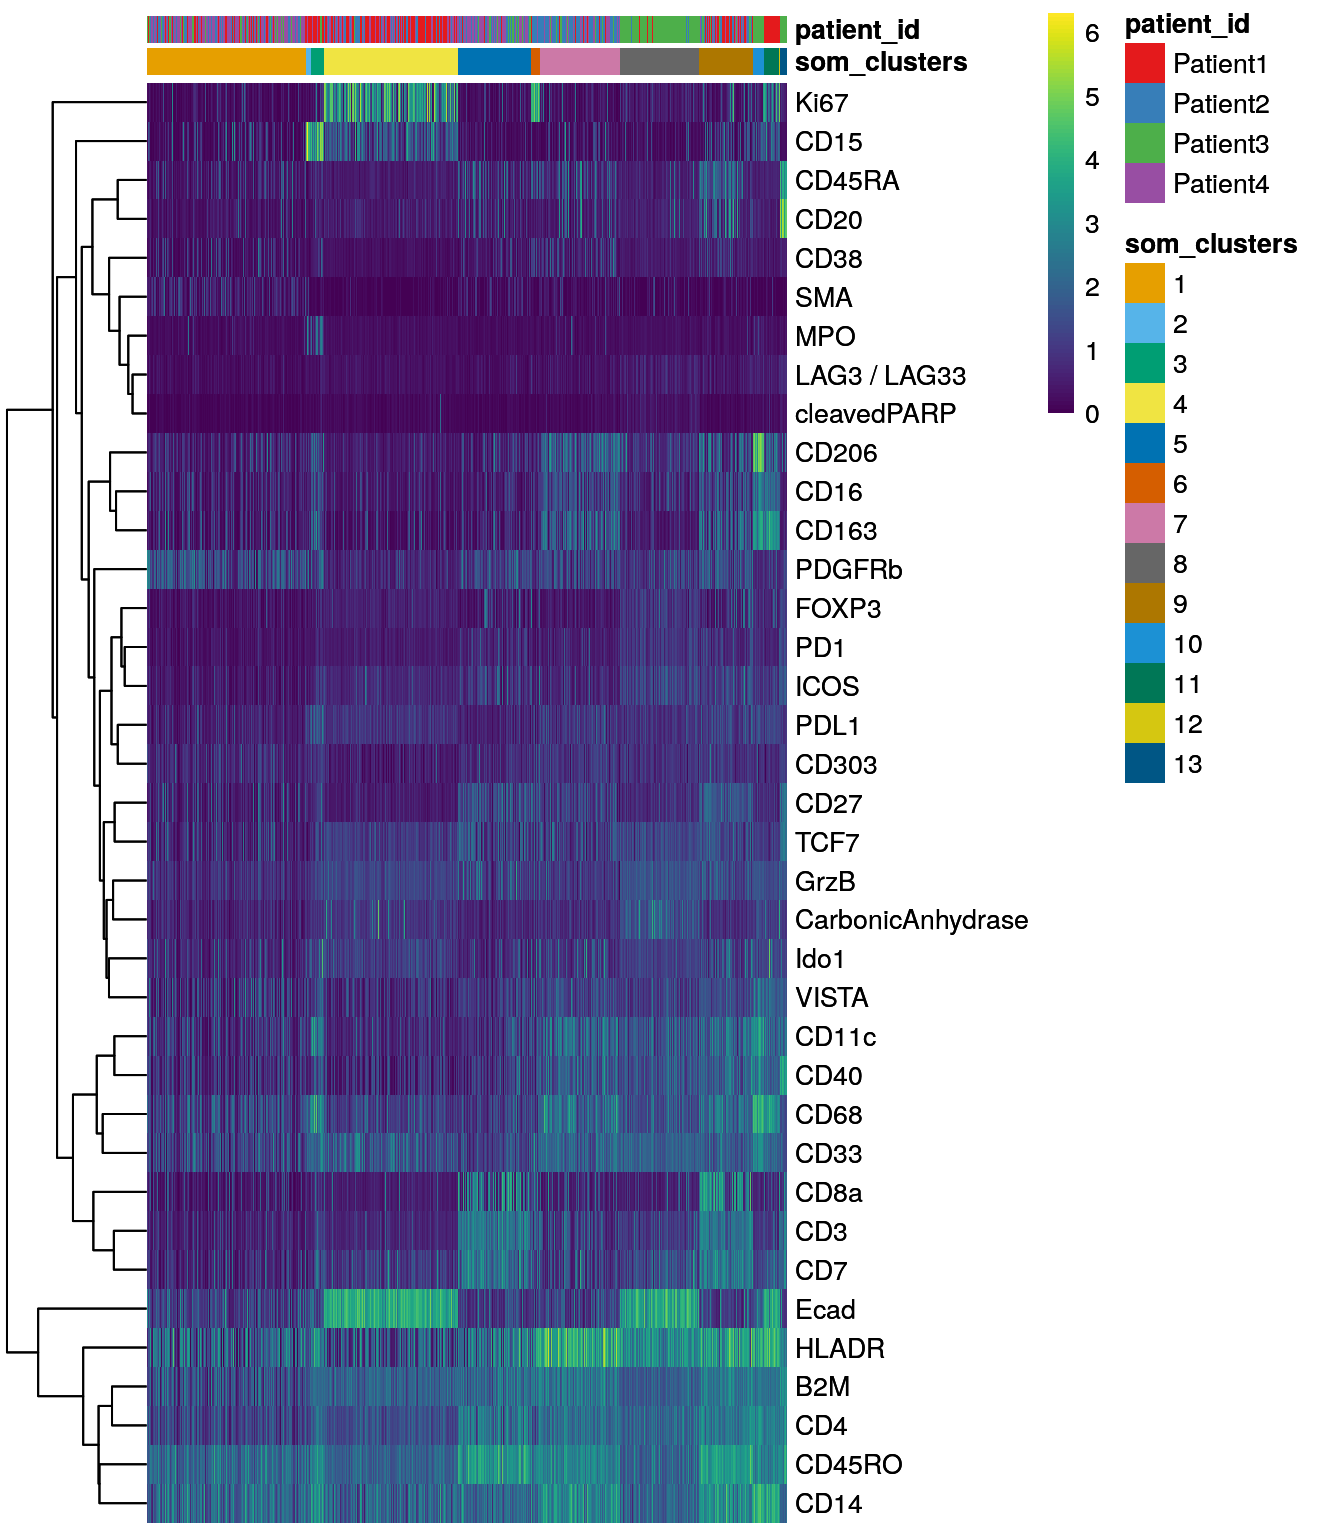 patient_id
som_clusters
Ki67
CD15
CD45RA
CD20
CD38
SMA
MPO
LAG3 / LAG33
cleavedPARP
CD206
CD16
CD163
PDGFRb
FOXP3
PD1
ICOS
PDL1
CD303
CD27
TCF7
GrzB
CarbonicAnhydrase
Ido1
VISTA
CD11c
CD40
CD68
CD33
CD8a
CD3
CD7
Ecad
HLADR
B2M
CD4
CD45RO
CD14
6
5
4
3
2
1
0
patient_id
Patient1
Patient2
Patient3
Patient4
som_clusters
1
2
3
4
5
6
7
8
9
10
11
12
13